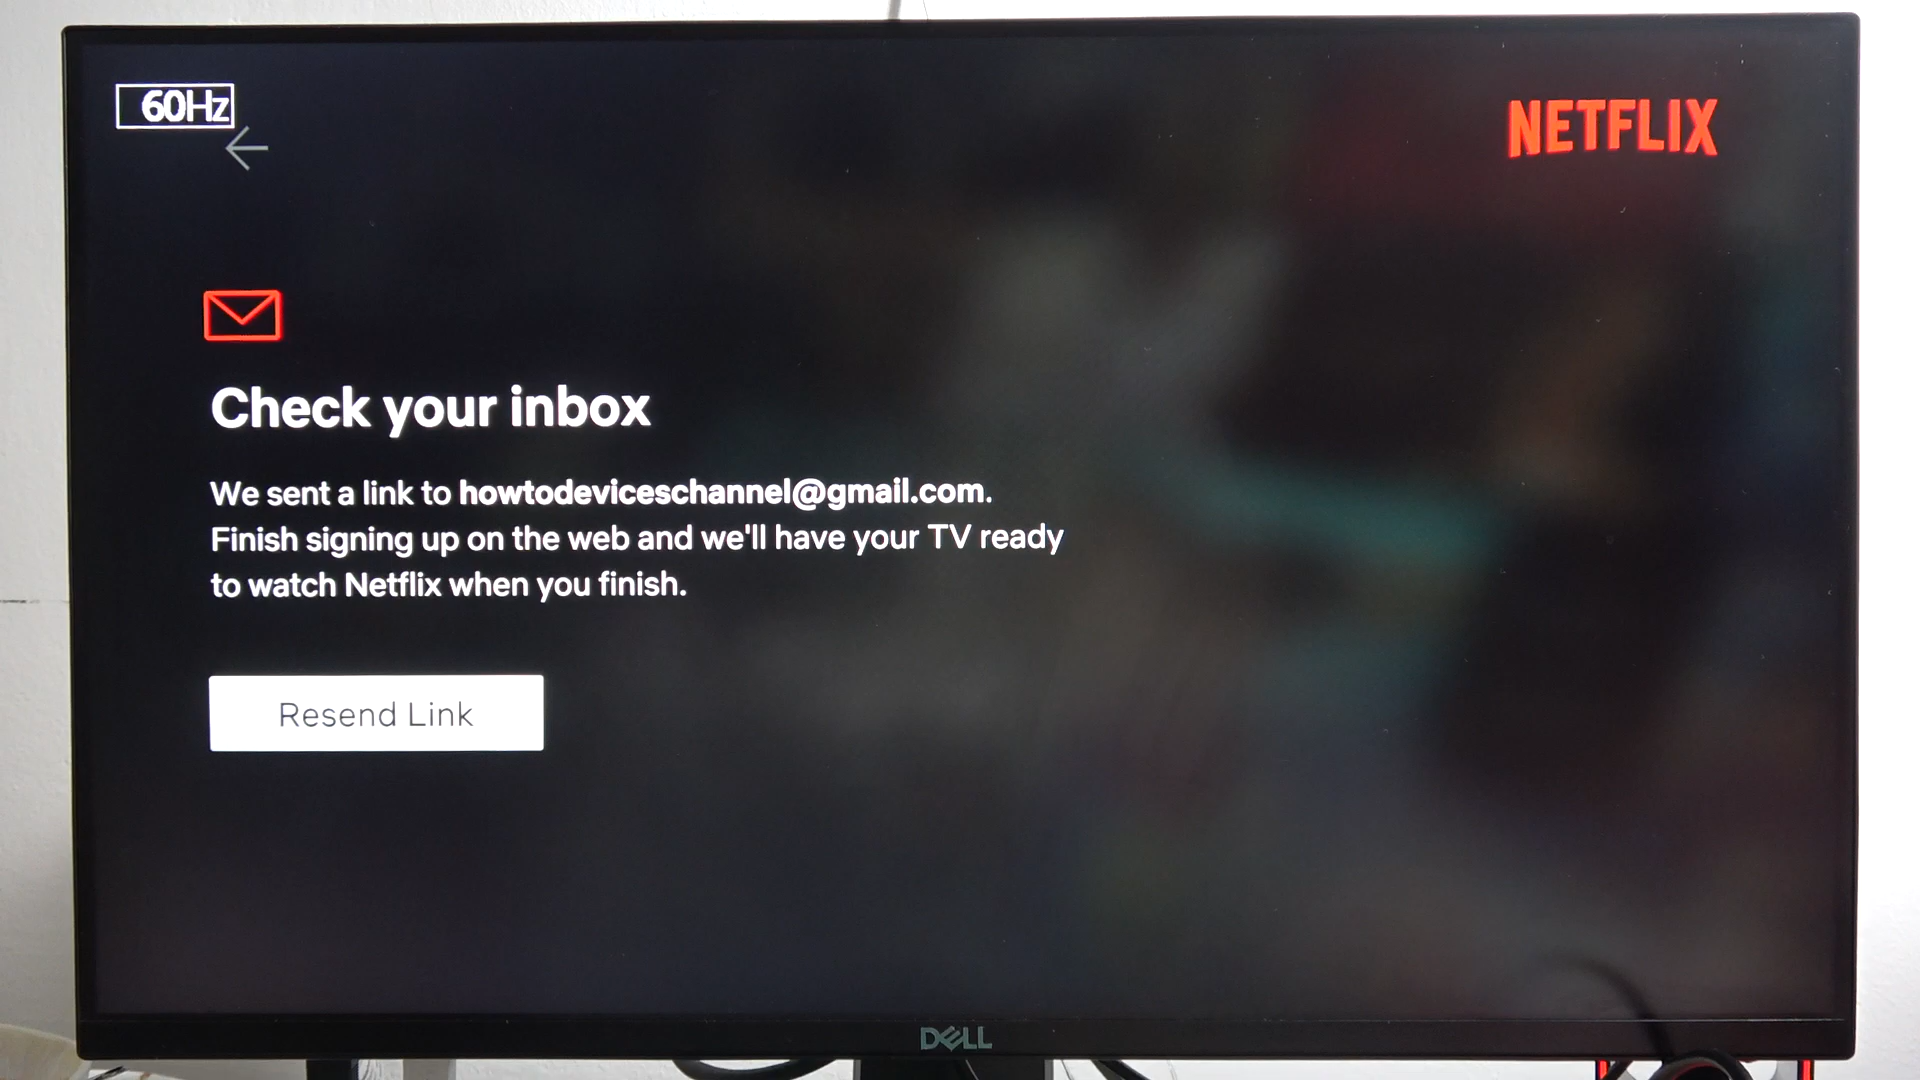 60Hz
NETFLIX
Check your inbox
We sent a link to howtodeviceschannel@gmail.com.
Finish signing up on the web and we'll have your TV ready
to watch Netflix when you finish.
Resend Link
DELL